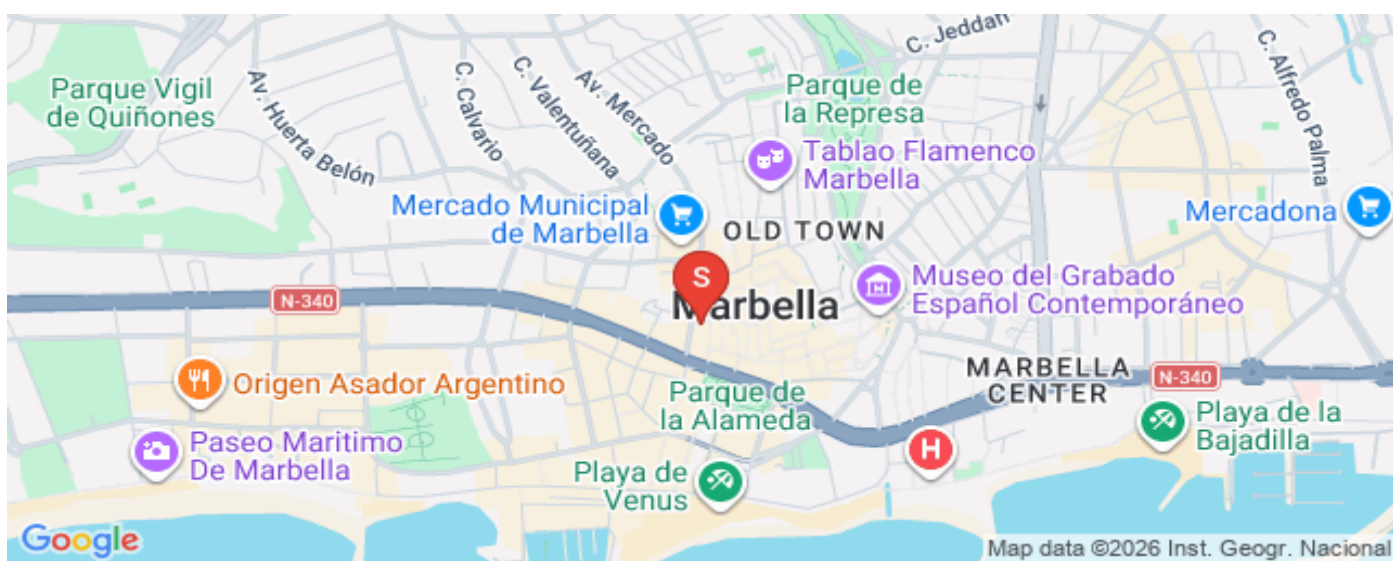 C. Jeddah
C. Alfredo Palma
Parque Vigil
de Quiñones
Av. Huerta Belón
C. Calvario
C. Valentuñana
Av. Mercado
Parque de
la Represa
Tablao Flamenco
Marbella
Mercado Municipal
de Marbella
OLD TOWN
Mercadona
S
Marbella
Museo del Grabado
Español Contemporáneo
N-340
Origen Asador Argentino
MARBELLA
CENTER
N-340
Parque de
la Alameda
Paseo Maritimo
De Marbella
H
Playa de la
Bajadilla
Playa de
Venus
Google
Map data ©2026 Inst. Geogr. Nacional